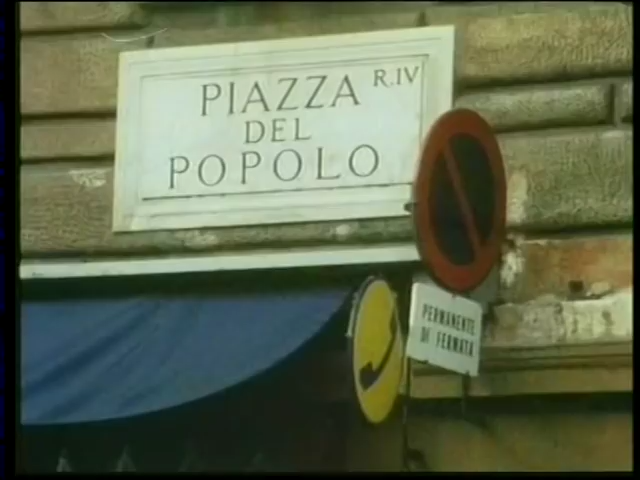 PIAZZA R.IV
DEL
POPOLO
PERMANENTE
DI FERMATA